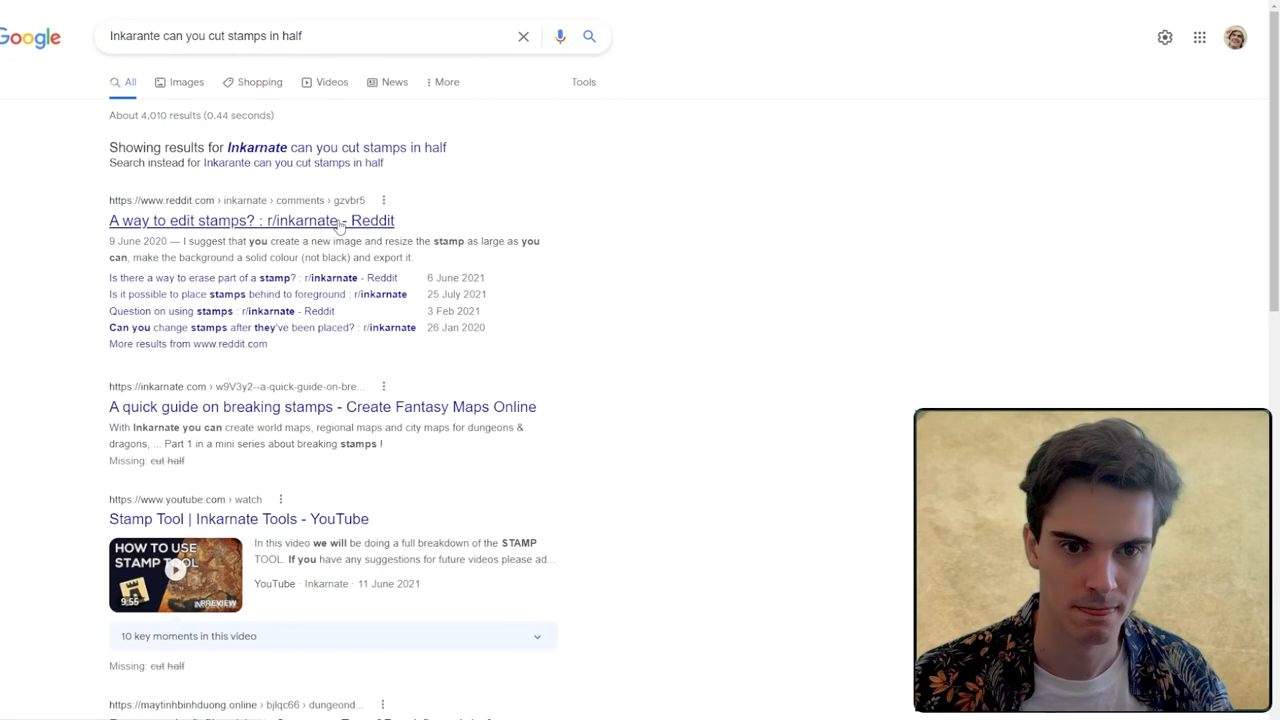 Google
Inkarante can you cut stamps in half
All
Images
Shopping
Videos
News
More
Tools
About 4,010 results (0.44 seconds)
Showing results for Inkarnate can you cut stamps in half
Search instead for Inkarante can you cut stamps in half
https://www.reddit.com › inkarnate › comments › gzvbr5
A way to edit stamps? : r/inkarnate - Reddit
9 June 2020 — I suggest that you create a new image and resize the stamp as large as you
can, make the background a solid colour (not black) and export it.
Is there a way to erase part of a stamp? : r/inkarnate - Reddit 6 June 2021
Is it possible to place stamps behind to foreground : r/inkarnate 25 July 2021
Question on using stamps : r/inkarnate - Reddit 3 Feb 2021
Can you change stamps after they've been placed? : r/inkarnate 26 Jan 2020
More results from www.reddit.com
https://inkarnate.com › w9V3y2--a-quick-guide-on-bre...
A quick guide on breaking stamps - Create Fantasy Maps Online
With Inkarnate you can create world maps, regional maps and city maps for dungeons &
dragons, ... Part 1 in a mini series about breaking stamps !
Missing: cut half
https://www.youtube.com › watch
Stamp Tool | Inkarnate Tools - YouTube
HOW TO USE
STAMP TOOL
9:55
PREVIEW
In this video we will be doing a full breakdown of the STAMP
TOOL. If you have any suggestions for future videos please ad...
YouTube · Inkarnate · 11 June 2021
10 key moments in this video
Missing: cut half
https://maytinhbinhduong.online › bjlqc66 › dungeond...